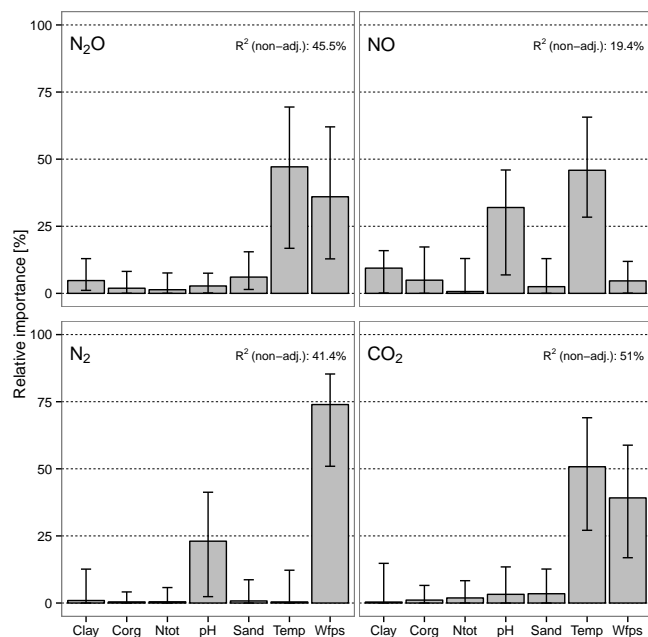 Relative importance [%]
N₂O
R² (non−adj.): 45.5%
NO
R² (non−adj.): 19.4%
100
75
50
25
0
N₂
R² (non−adj.): 41.4%
CO₂
R² (non−adj.): 51%
100
75
50
25
0
Clay Corg Ntot pH Sand Temp Wfps
Clay Corg Ntot pH Sand Temp Wfps